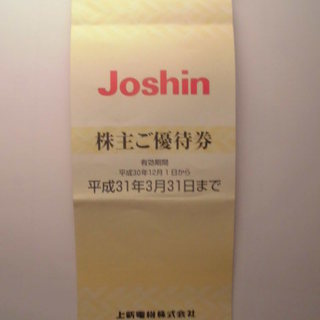 Joshin
株主ご優待券
有効期間
平成30年12月1日から
平成31年3月31日まで
上新電機株式会社